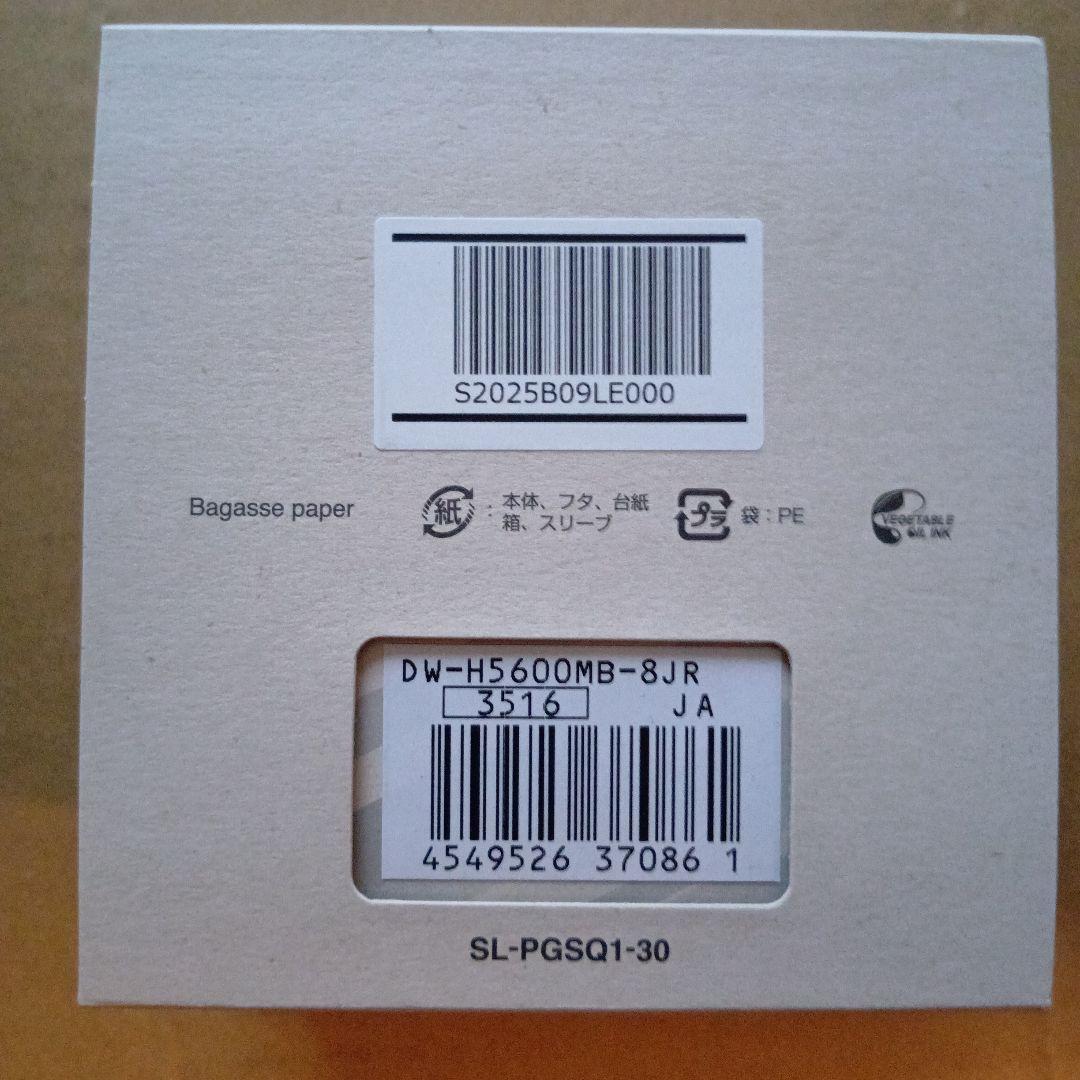 S2025B09LE000
Bagasse paper
紙 : 本体、フタ、台紙
箱、スリーブ
プラ 袋 : PE
VEGETABLE
OIL INK
DW-H5600MB-8JR
3516 JA
4549526 37086 1
SL-PGSQ1-30